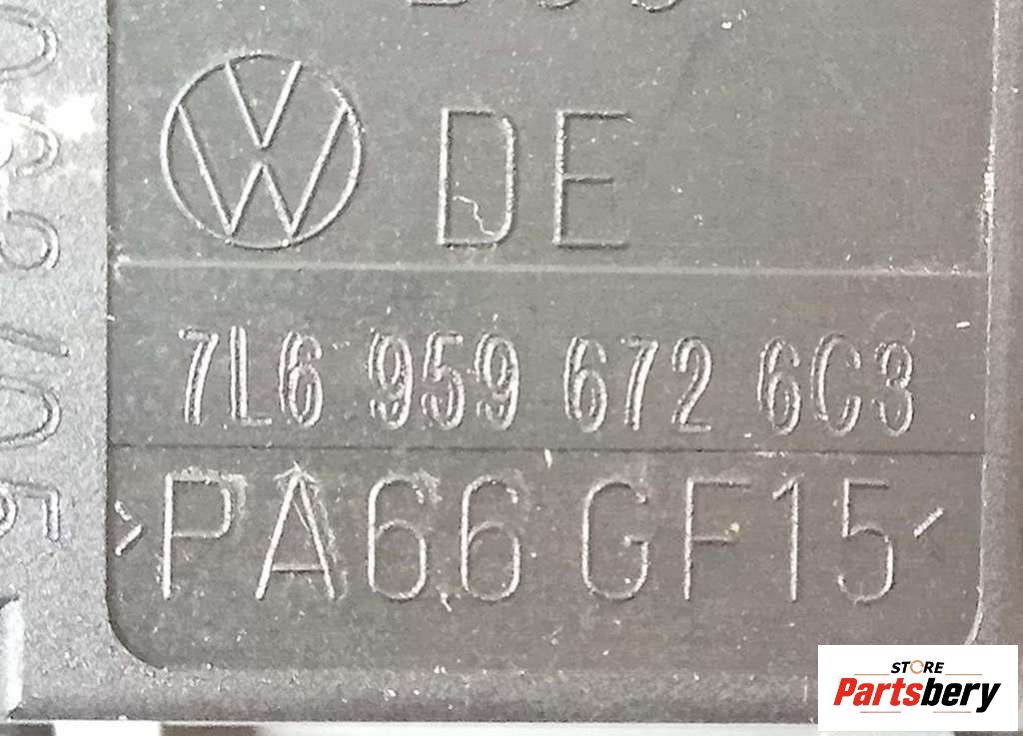 DE
7L6 959 672 6C3
>PA66 GF15<
STORE
Partsbery